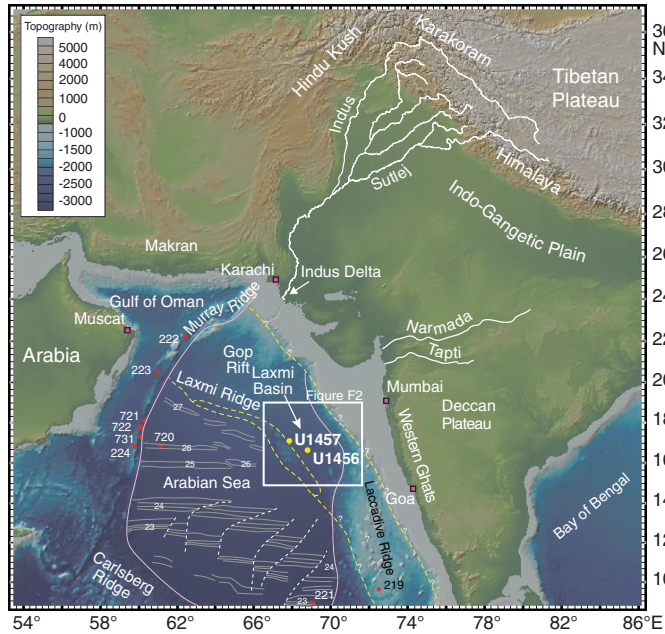 Topography (m)
5000
4000
2000
1000
0
-1000
-2000
-2500
-3000
Hindu Kush
Karakoram
Tibetan
Plateau
Indus
Himalaya
Sutlej
Indo-Gangetic Plain
Makran
Karachi
Indus Delta
Gulf of Oman
Muscat
Murray Ridge
222
Narmada
Tapti
Arabia
223
Gop
Rift
Laxmi
Basin
Laxmi Ridge
Figure F2
Mumbai
Deccan
Plateau
721
722
731
224
720
27
26
25
26
U1457
U1456
Western Ghats
Goa
Arabian Sea
24
23
Laccadive Ridge
Bay of Bengal
Carlsberg
Ridge
24
23
221
219
?
?
?
?
?
?
?
?
36°
N
34°
32°
30°
28°
26°
24°
22°
20°
18°
16°
14°
12°
10°
54°
58°
62°
66°
70°
74°
78°
82°
86°E